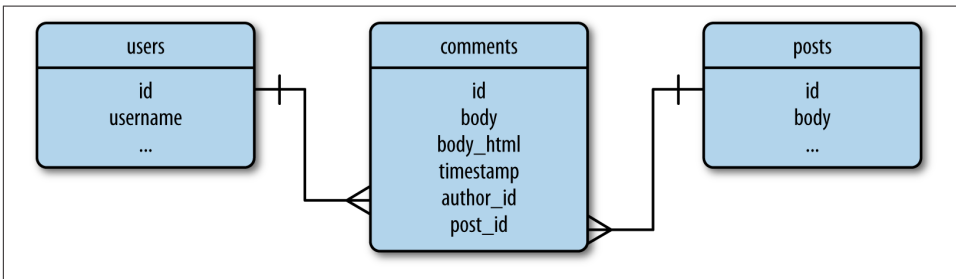 users
id
username
...
comments
id
body
body_html
timestamp
author_id
post_id
posts
id
body
...